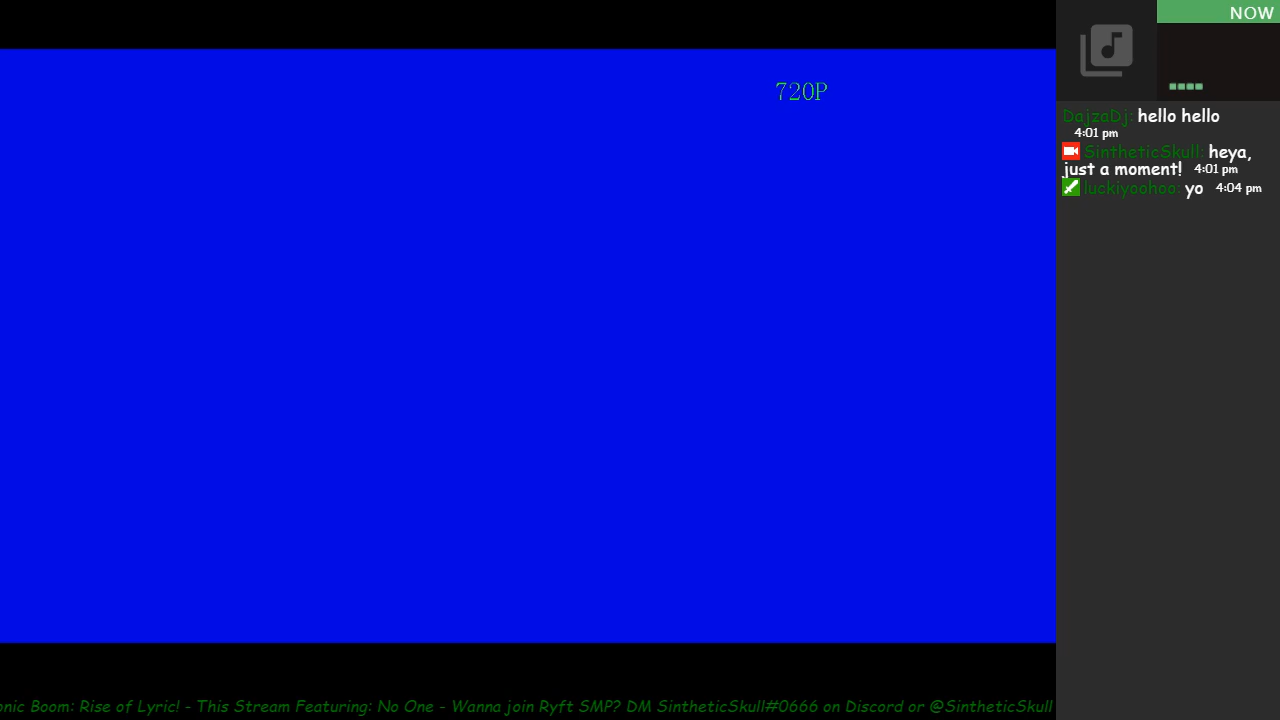 NOW
720P
DajzaDj: hello hello
4:01 pm
SintheticSkull: heya,
just a moment! 4:01 pm
luckiyoohoo: yo 4:04 pm
onic Boom: Rise of Lyric! - This Stream Featuring: No One - Wanna join Ryft SMP? DM SintheticSkull#0666 on Discord or @SintheticSkull